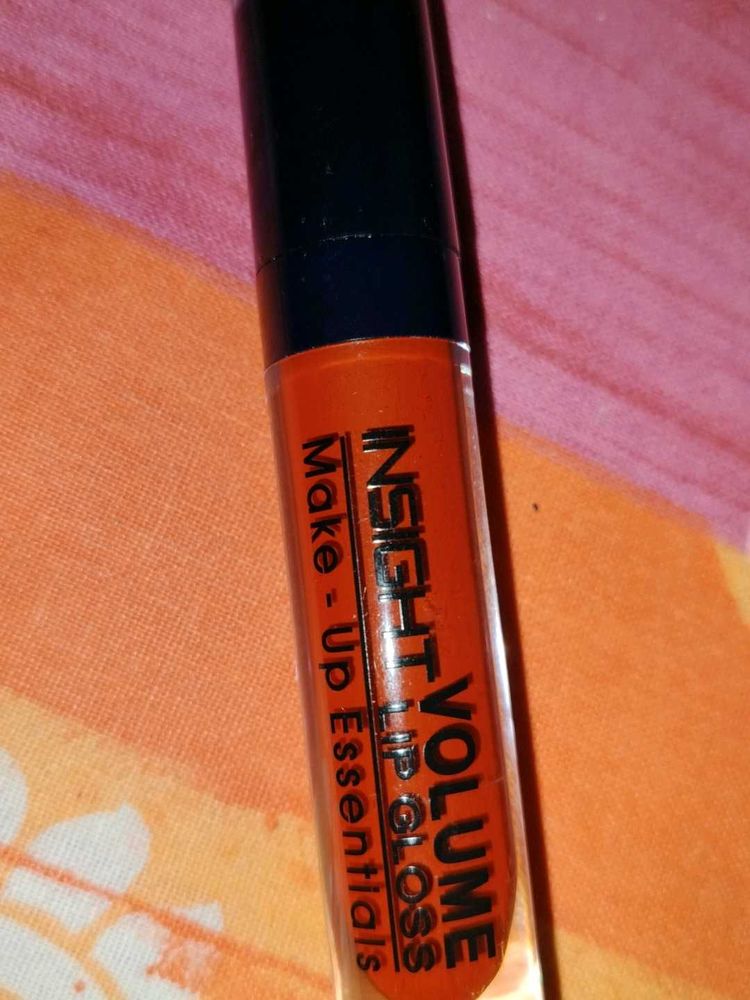 INSIGHT VOLUME
LIP GLOSS
Make - Up Essentials